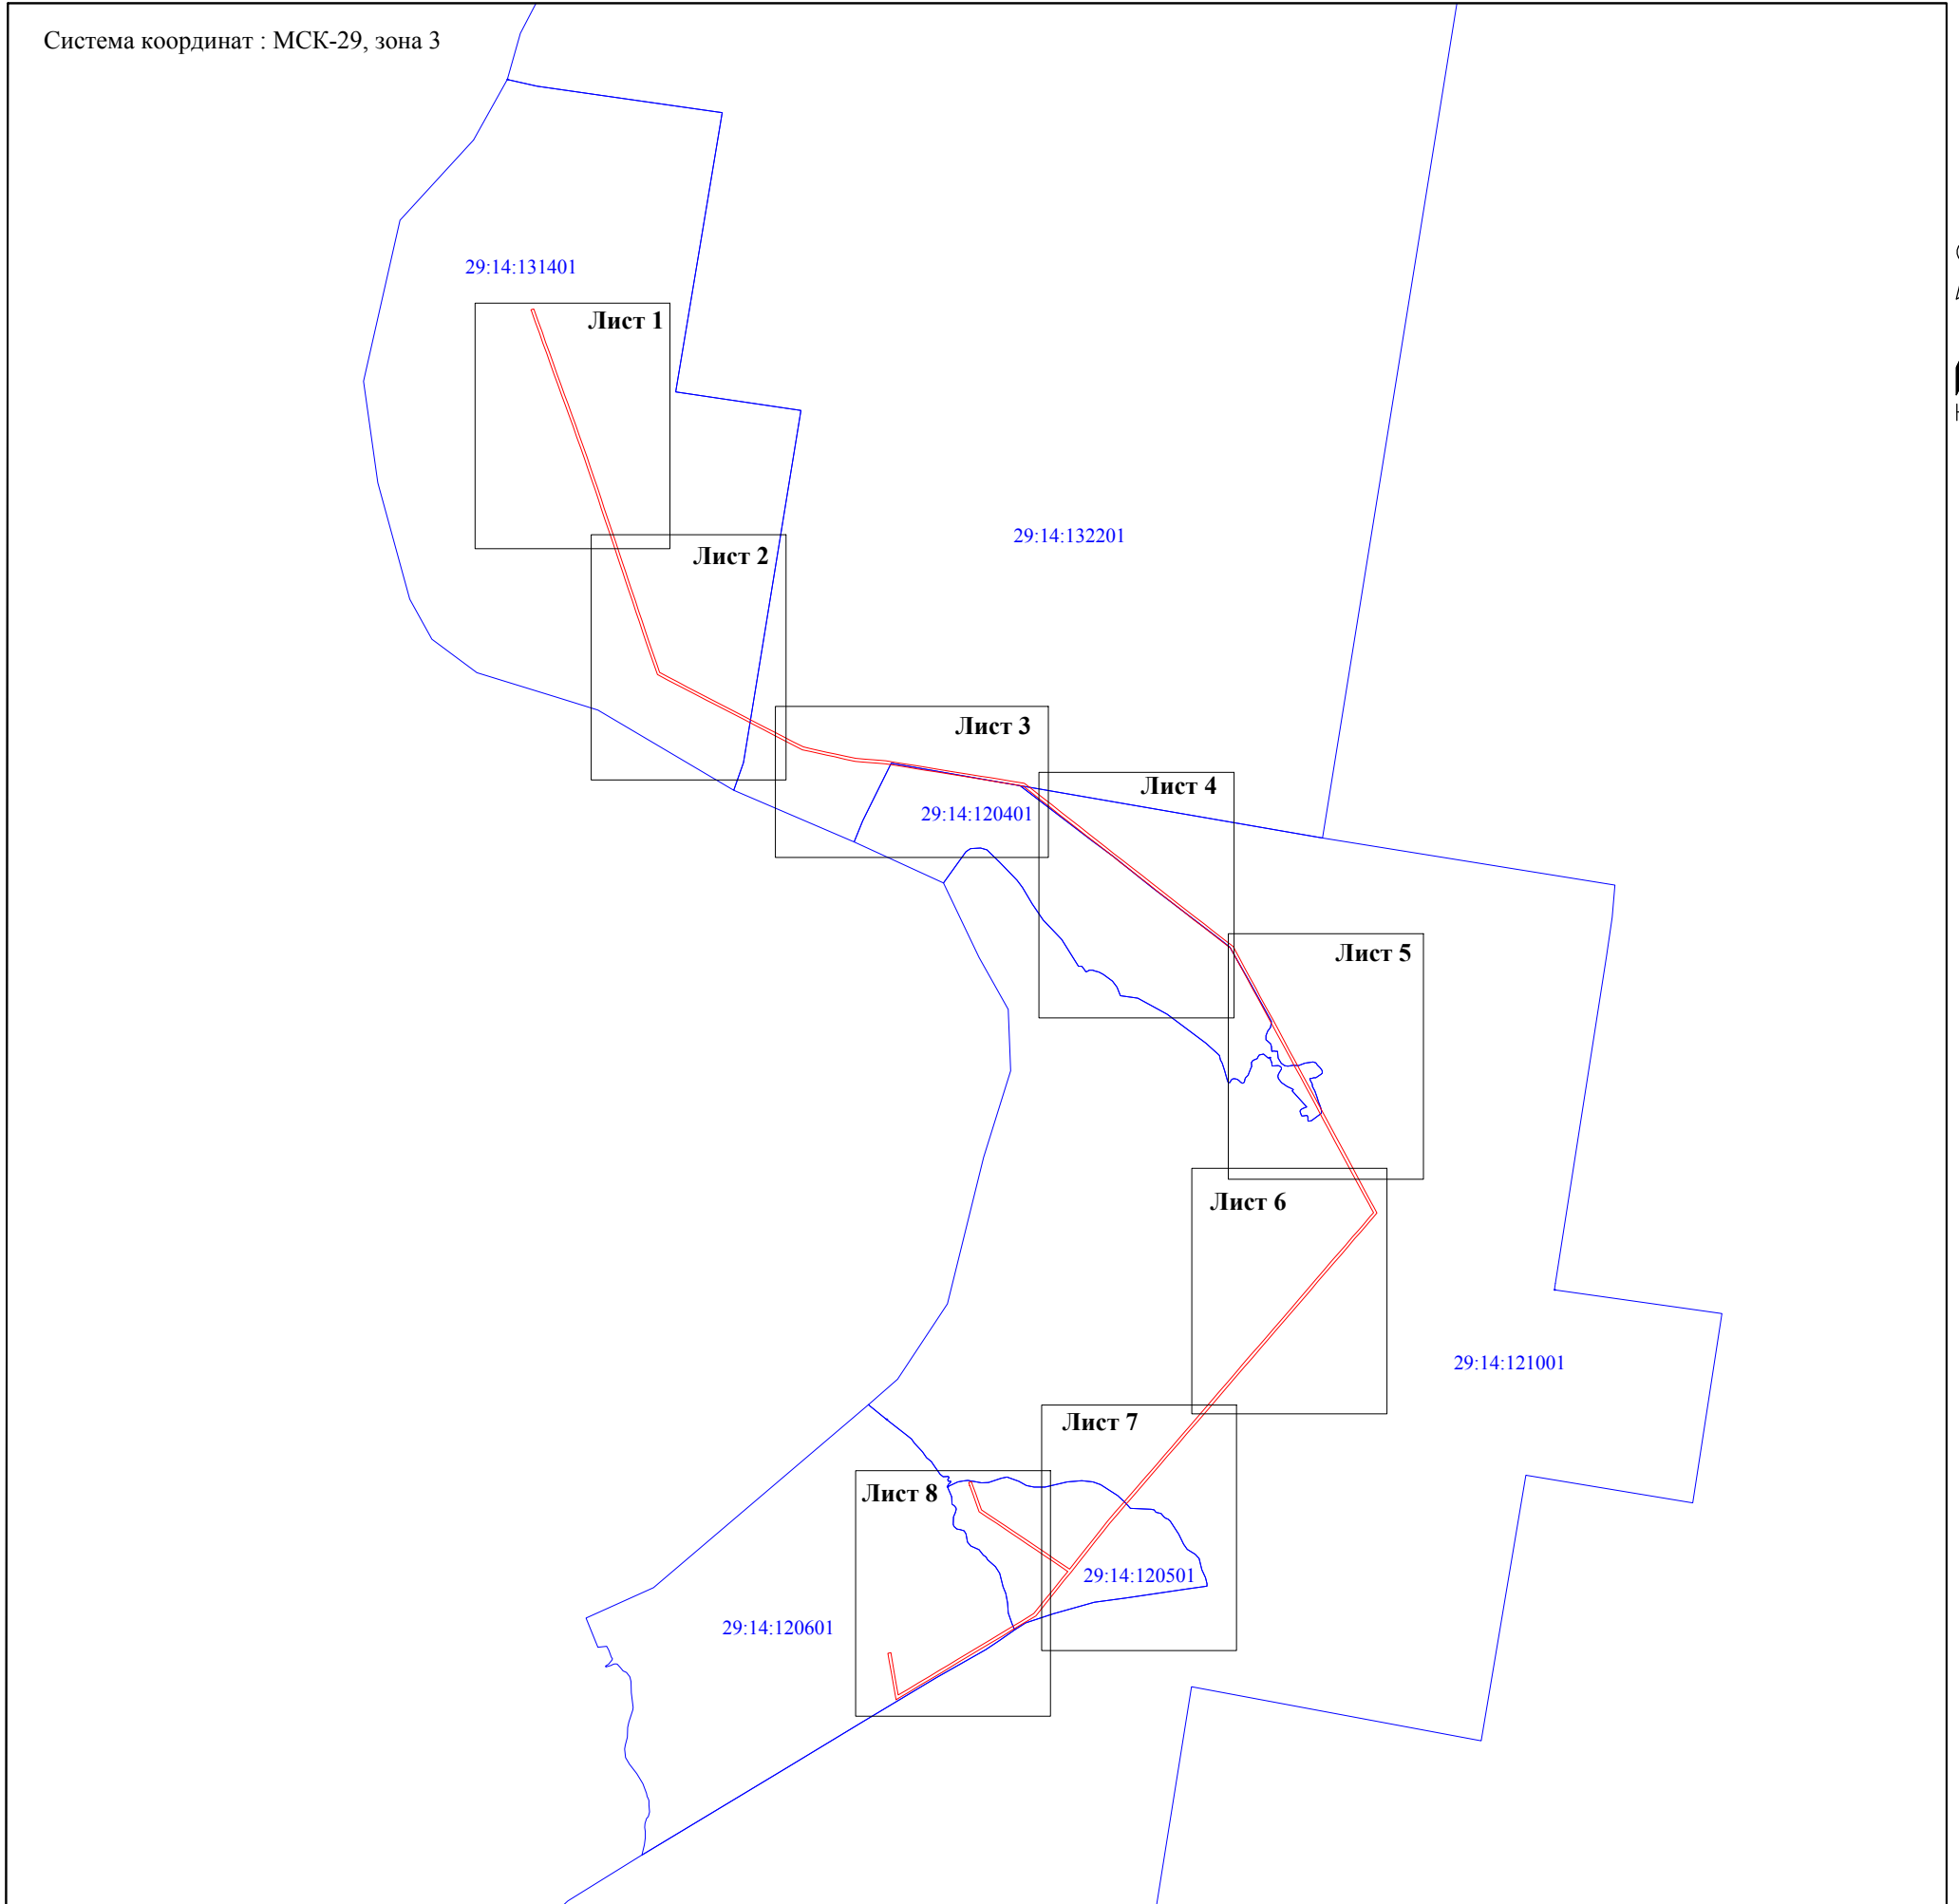 Система координат : МСК-29, зона 3
29:14:131401
Лист 1
29:14:132201
Лист 2
Лист 3
Лист 4
29:14:120401
Лист 5
Лист 6
29:14:121001
Лист 7
Лист 8
29:14:120501
29:14:120601